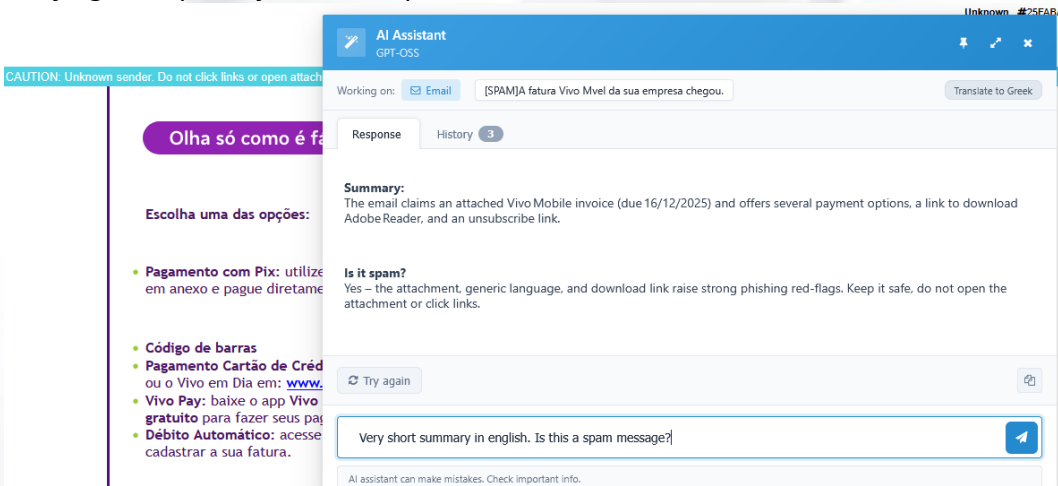 Unknown #25FAB
AI Assistant
GPT-OSS
CAUTION: Unknown sender. Do not click links or open attach
Working on: Email [SPAM]A fatura Vivo Mvel da sua empresa chegou. Translate to Greek
Response History 3
Olha só como é fa
Summary:
The email claims an attached Vivo Mobile invoice (due 16/12/2025) and offers several payment options, a link to download
Adobe Reader, and an unsubscribe link.
Escolha uma das opções:
Is it spam?
Yes – the attachment, generic language, and download link raise strong phishing red-flags. Keep it safe, do not open the
attachment or click links.
Pagamento com Pix: utilize
em anexo e pague diretame
Código de barras
Pagamento Cartão de Créd
ou o Vivo em Dia em: www.
Vivo Pay: baixe o app Vivo
gratuito para fazer seus pag
Débito Automático: acesse
cadastrar a sua fatura.
Try again
Very short summary in english. Is this a spam message?
AI assistant can make mistakes. Check important info.